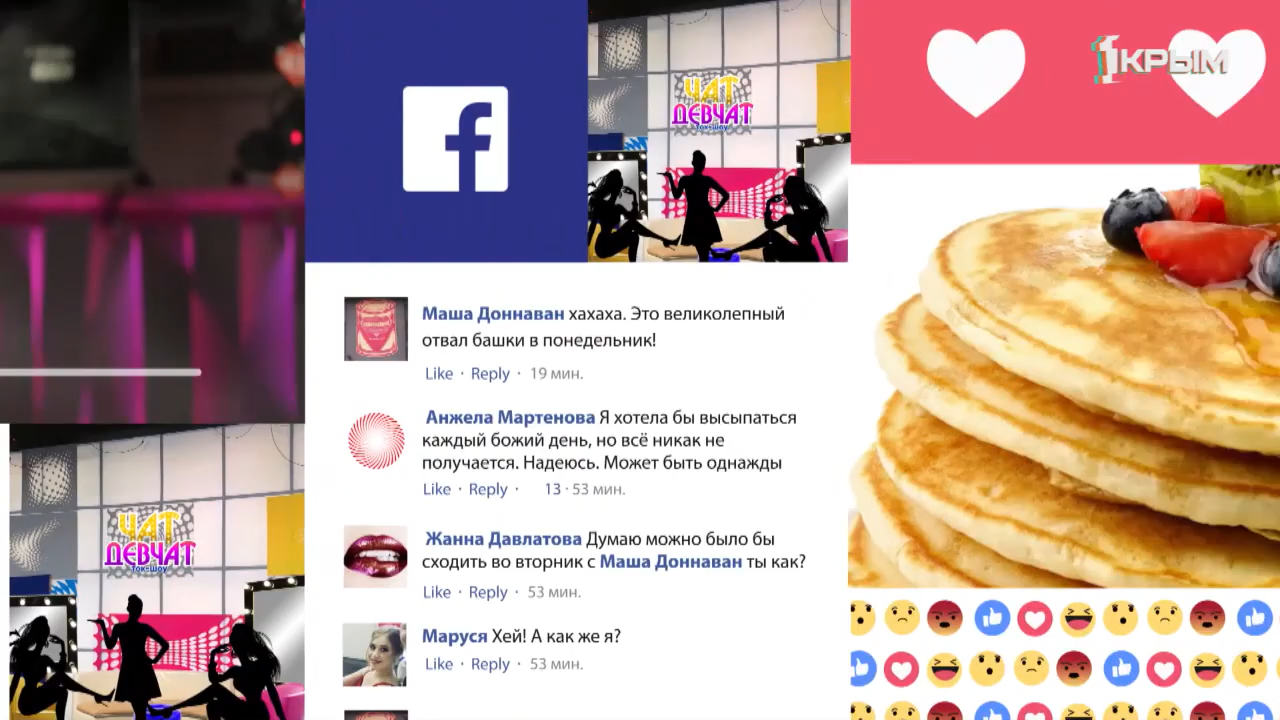 1КРЫМ
ЧАТ
ДЕВЧАТ
Ток-шоу
Маша Доннаван хахаха. Это великолепный
отвал башки в понедельник!
Like · Reply · 19 мин.
Анжела Мартенова Я хотела бы высыпаться
каждый божий день, но всё никак не
получается. Надеюсь. Может быть однажды
Like · Reply · 13 · 53 мин.
Жанна Давлатова Думаю можно было бы
сходить во вторник с Маша Доннаван ты как?
Like · Reply · 53 мин.
Маруся Хей! А как же я?
Like · Reply · 53 мин.
ЧАТ
ДЕВЧАТ
Ток-шоу